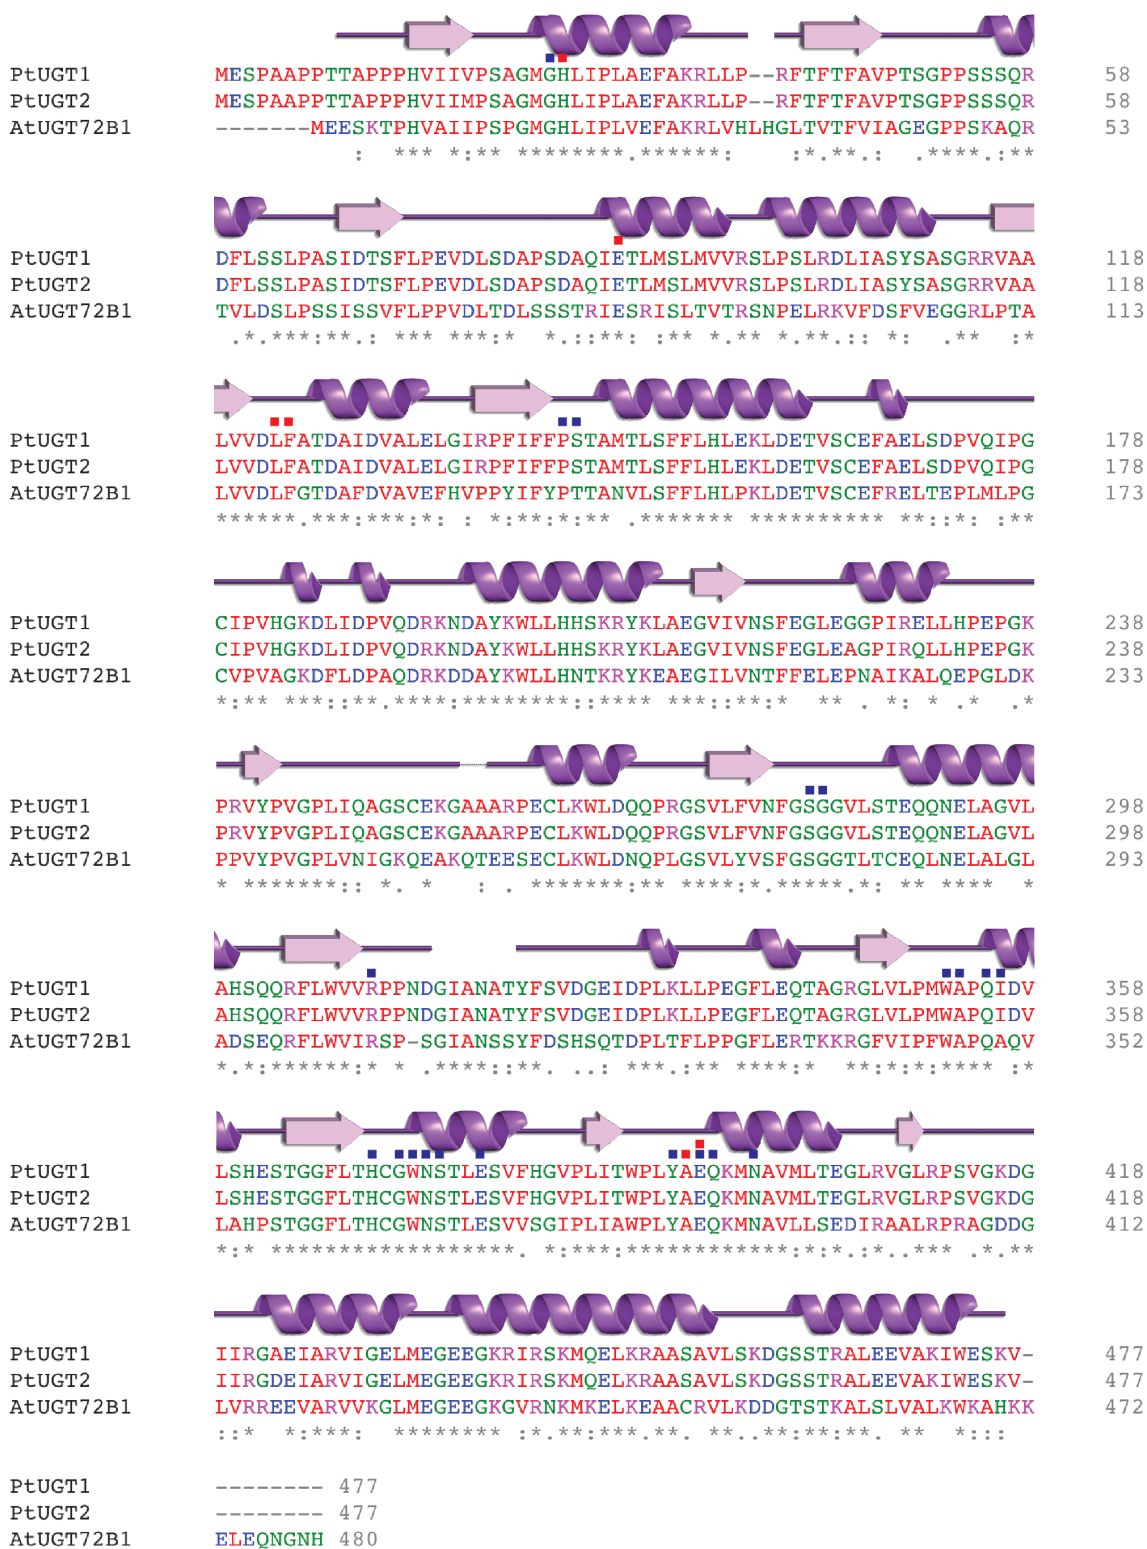 PtUGT1 MESPAAPPTTAPPPHVIIVPSAGMGHLIPLAEFAKRLLP--RFTFTFAVPTSGPPSSSQR 58
PtUGT2 MESPAAPPTTAPPPHVIIMPSAGMGHLIPLAEFAKRLLP--RFTFTFAVPTSGPPSSSQR 58
AtUGT72B1 -------MEESKTPHVAIIPSPGMGHLIPLVEFAKRLVHLHGLTVTFVIAGEGPPSKAQR 53
: *** *:** ********.******: :*.**.: .****.:**
PtUGT1 DFLSSLPASIDTSFLPEVDLSDAPSDAQIETLMSLMVVRSLPSLRDLIASYSASGRRVAA 118
PtUGT2 DFLSSLPASIDTSFLPEVDLSDAPSDAQIETLMSLMVVRSLPSLRDLIASYSASGRRVAA 118
AtUGT72B1 TVLDSLPSSISSVFLPPVDLTDLSSSTRIESRISLTVTRSNPELRKVFDSFVEGGRLPTA 113
.*.***:**.: *** ***:* *.::**: :** *.** *.**.:: *: ** :*
PtUGT1 LVVDLFATDAIDVALELGIRPFIFFPSTAMTLSFFLHLEKLDETVSCEFAELSDPVQIPG 178
PtUGT2 LVVDLFATDAIDVALELGIRPFIFFPSTAMTLSFFLHLEKLDETVSCEFAELSDPVQIPG 178
AtUGT72B1 LVVDLFGTDAFDVAVEFHVPPYIFYPTTANVLSFFLHLPKLDETVSCEFRELTEPLMLPG 173
******.***:***:*: : *:**:*:** .******* ********** **::*: :**
PtUGT1 CIPVHGKDLIDPVQDRKNDAYKWLLHHSKRYKLAEGVIVNSFEGLEGGPIRELLHPEPGK 238
PtUGT2 CIPVHGKDLIDPVQDRKNDAYKWLLHHSKRYKLAEGVIVNSFEGLEAGPIRQLLHPEPGK 238
AtUGT72B1 CVPVAGKDFLDPAQDRKDDAYKWLLHNTKRYKEAEGILVNTFFELEPNAIKALQEPGLDK 233
*:** ***::**.****:********::**** ***::**:* ** . *: * .* .*
PtUGT1 PRVYPVGPLIQAGSCEKGAAARPECLKWLDQQPRGSVLFVNFGSGGVLSTEQQNELAGVL 298
PtUGT2 PRVYPVGPLIQAGSCEKGAAARPECLKWLDQQPRGSVLFVNFGSGGVLSTEQQNELAGVL 298
AtUGT72B1 PPVYPVGPLVNIGKQEAKQTEESECLKWLDNQPLGSVLYVSFGSGGTLTCEQLNELALGL 293
* *******:: *. * : . *******:** ****:*.*****.*: ** **** *
PtUGT1 AHSQQRFLWVVRPPNDGIANATYFSVDGEIDPLKLLPEGFLEQTAGRGLVLPMWAPQIDV 358
PtUGT2 AHSQQRFLWVVRPPNDGIANATYFSVDGEIDPLKLLPEGFLEQTAGRGLVLPMWAPQIDV 358
AtUGT72B1 ADSEQRFLWVIRSP-SGIANSSYFDSHSQTDPLTFLPPGFLERTKKRGFVIPFWAPQAQV 352
*.*:******:* * .****::**. ..: ***.:** ****:* **:*:*:**** :*
PtUGT1 LSHESTGGFLTHCGWNSTLESVFHGVPLITWPLYAEQKMNAVMLTEGLRVGLRPSVGKDG 418
PtUGT2 LSHESTGGFLTHCGWNSTLESVFHGVPLITWPLYAEQKMNAVMLTEGLRVGLRPSVGKDG 418
AtUGT72B1 LAHPSTGGFLTHCGWNSTLESVVSGIPLIAWPLYAEQKMNAVLLSEDIRAALRPRAGDDG 412
*:* ******************. *:***:************:*:*.:*..*** .*.**
PtUGT1 IIRGAEIARVIGELMEGEEGKRIRSKMQELKRAASAVLSKDGSSTRALEEVAKIWESKV- 477
PtUGT2 IIRGDEIARVIGELMEGEEGKRIRSKMQELKRAASAVLSKDGSSTRALEEVAKIWESKV- 477
AtUGT72B1 LVRREEVARVVKGLMEGEEGKGVRNKMKELKEAACRVLKDDGTSTKALSLVALKWKAHKK 472
::* *:***: ******** :*.**:***.**. **..**:**:**. ** *:::
PtUGT1 -------- 477
PtUGT2 -------- 477
AtUGT72B1 ELEQNGNH 480